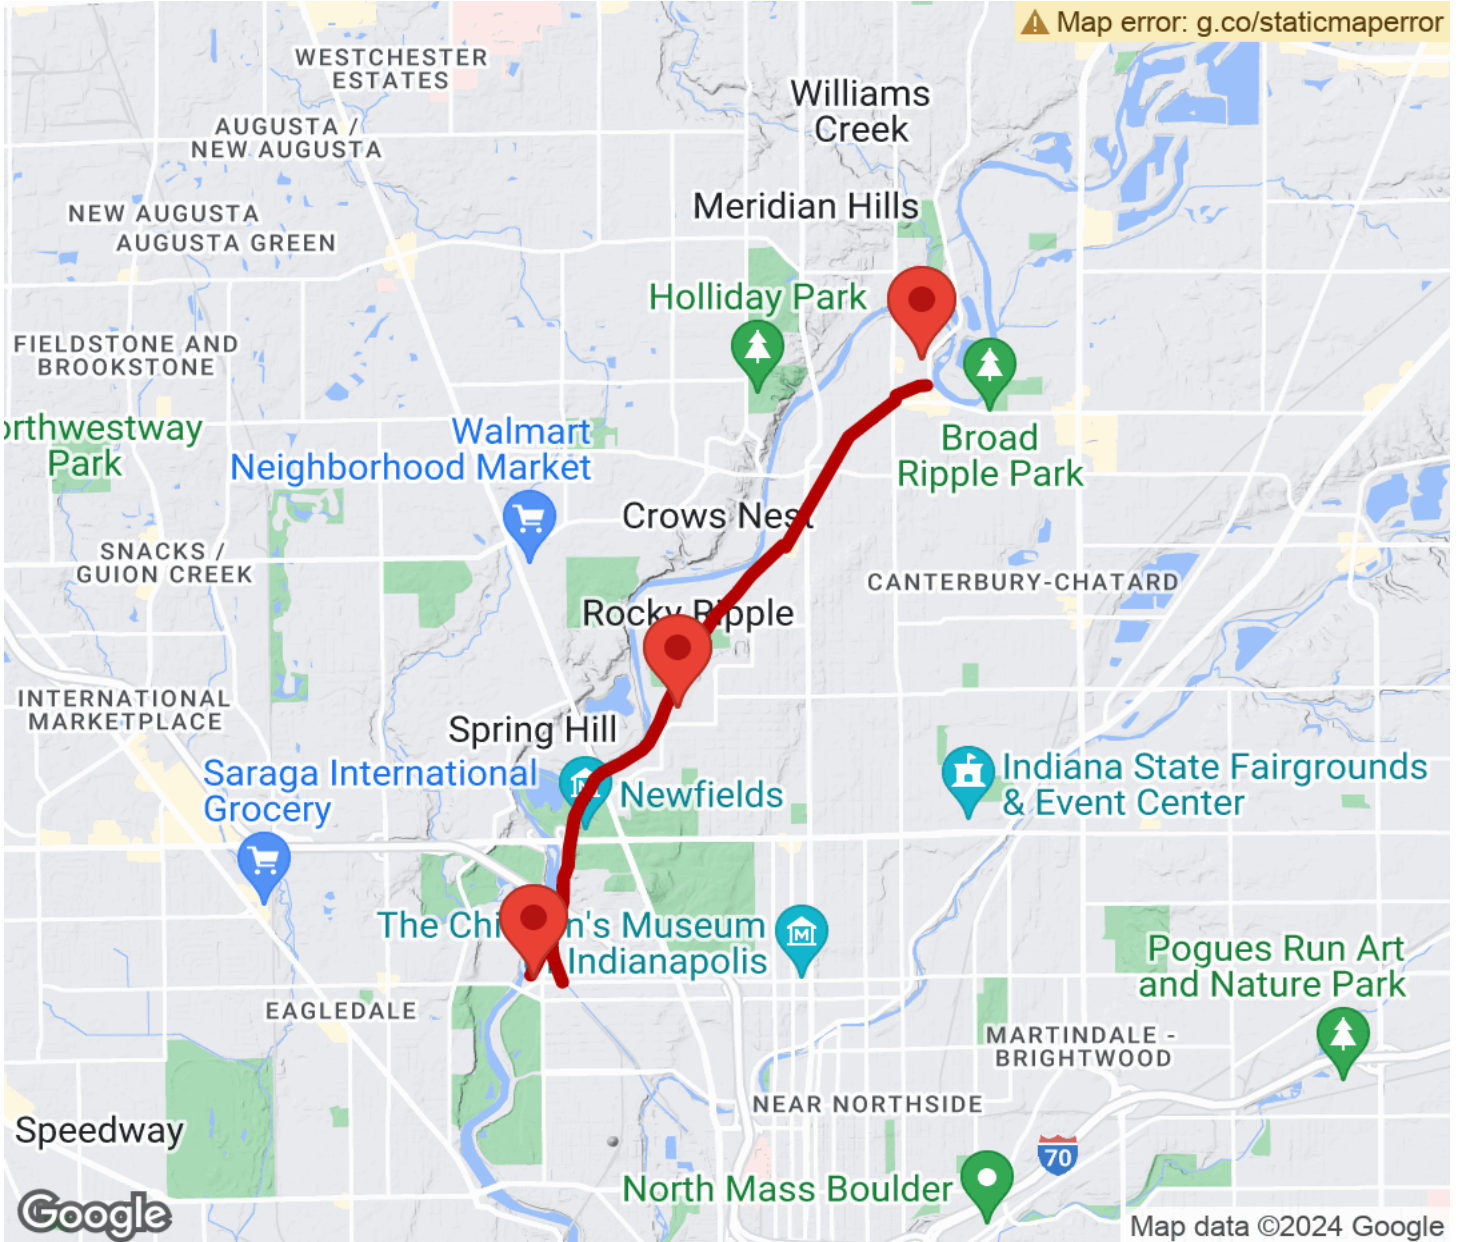 Map error: g.co/staticmaperror
WESTCHESTER
ESTATES
Williams
Creek
AUGUSTA /
NEW AUGUSTA
Meridian Hills
NEW AUGUSTA
AUGUSTA GREEN
Holliday Park
FIELDSTONE AND
BROOKSTONE
orthwestway
Park
Walmart
Neighborhood Market
Broad
Ripple Park
Crows Nest
SNACKS /
GUION CREEK
CANTERBURY-CHATARD
Rocky Ripple
INTERNATIONAL
MARKETPLACE
Spring Hill
Saraga International
Grocery
M
Newfields
Indiana State Fairgrounds
& Event Center
The Chi n's Museum
Indianapolis
M
Pogues Run Art
and Nature Park
EAGLEDALE
MARTINDALE -
BRIGHTWOOD
NEAR NORTHSIDE
Speedway
70
North Mass Boulder
Google
Map data ©2024 Google